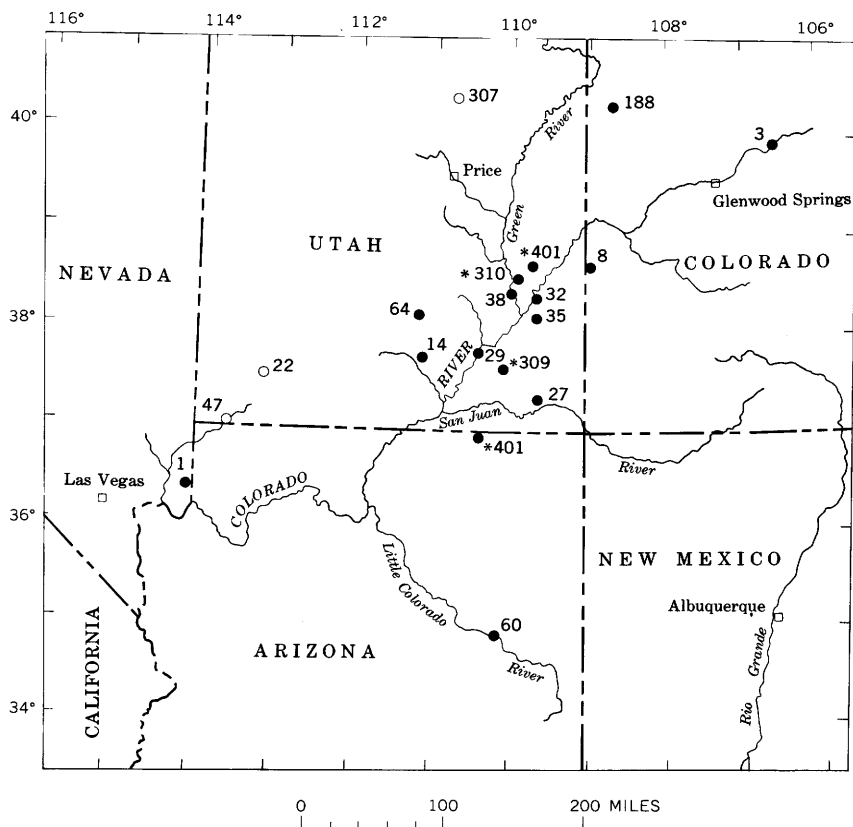 116° 114° 112° 110° 108° 106°
307
188
40°
River
3
Price
Glenwood Springs
Green
UTAH
*401
8
COLORADO
NEVADA
*310
38
32
64
35
38°
14
RIVER
29
*309
22
47
27
San Juan
*401
River
1
Las Vegas
COLORADO
36°
Little Colorado
NEW MEXICO
Albuquerque
CALIFORNIA
60
ARIZONA
River
Rio Grande
34°
0 100 200 MILES